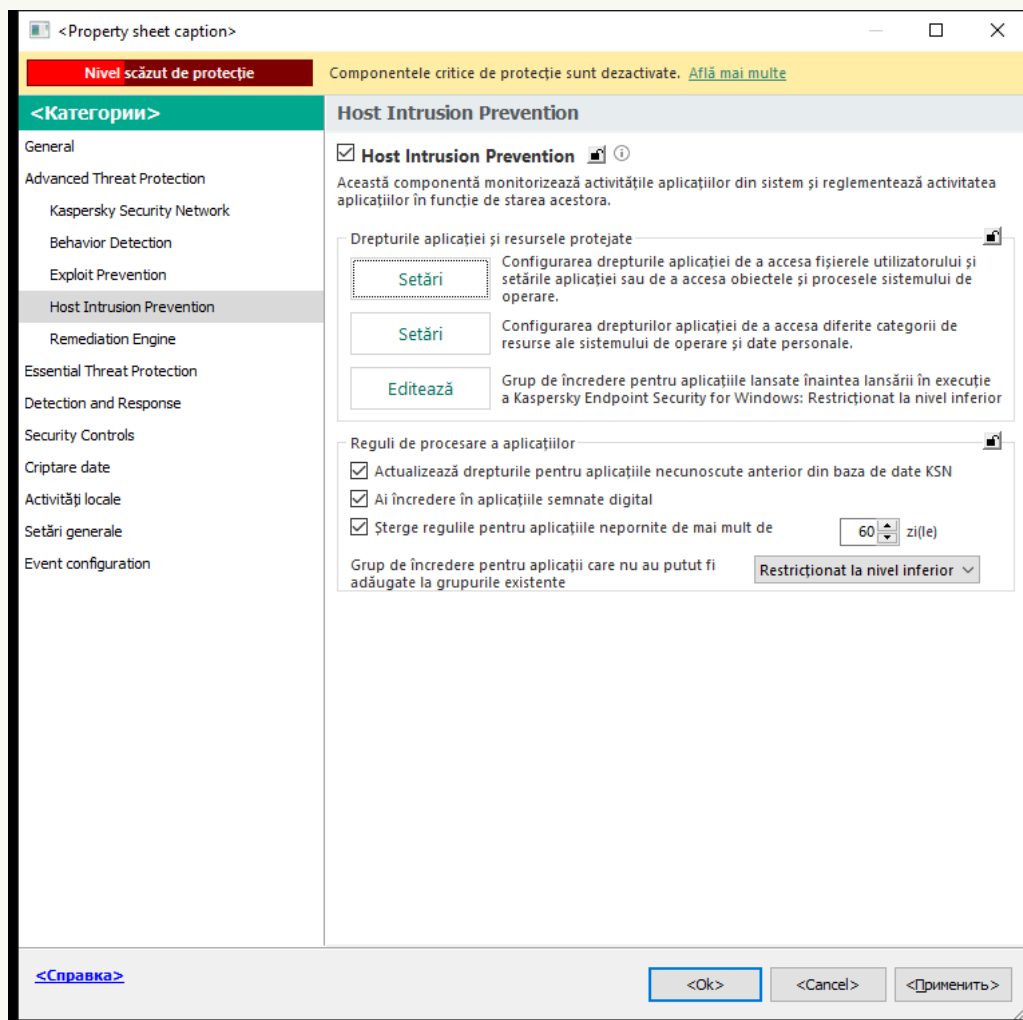 <Property sheet caption>
Nivel scăzut de protecție
Componentele critice de protecție sunt dezactivate. Află mai multe
<Категории>
General
Advanced Threat Protection
Kaspersky Security Network
Behavior Detection
Exploit Prevention
Host Intrusion Prevention
Remediation Engine
Essential Threat Protection
Detection and Response
Security Controls
Criptare date
Activități locale
Setări generale
Event configuration
Host Intrusion Prevention
Host Intrusion Prevention
Această componentă monitorizează activitățile aplicațiilor din sistem și reglementează activitatea
aplicațiilor în funcție de starea acestora.
Drepturile aplicației și resursele protejate
Setări
Configurarea drepturile aplicației de a accesa fișierele utilizatorului și
setările aplicației sau de a accesa obiectele și procesele sistemului de
operare.
Setări
Configurarea drepturilor aplicației de a accesa diferite categorii de
resurse ale sistemului de operare și date personale.
Editează
Grup de încredere pentru aplicațiile lansate înaintea lansării în execuție
a Kaspersky Endpoint Security for Windows: Restricționat la nivel inferior
Reguli de procesare a aplicațiilor
Actualizează drepturile pentru aplicațiile necunoscute anterior din baza de date KSN
Ai încredere în aplicațiile semnate digital
Șterge regulile pentru aplicațiile nepornite de mai mult de 60 zi(le)
Grup de încredere pentru aplicații care nu au putut fi
adăugate la grupurile existente
Restricționat la nivel inferior
<Справка>
<Ok>
<Cancel>
<Применить>